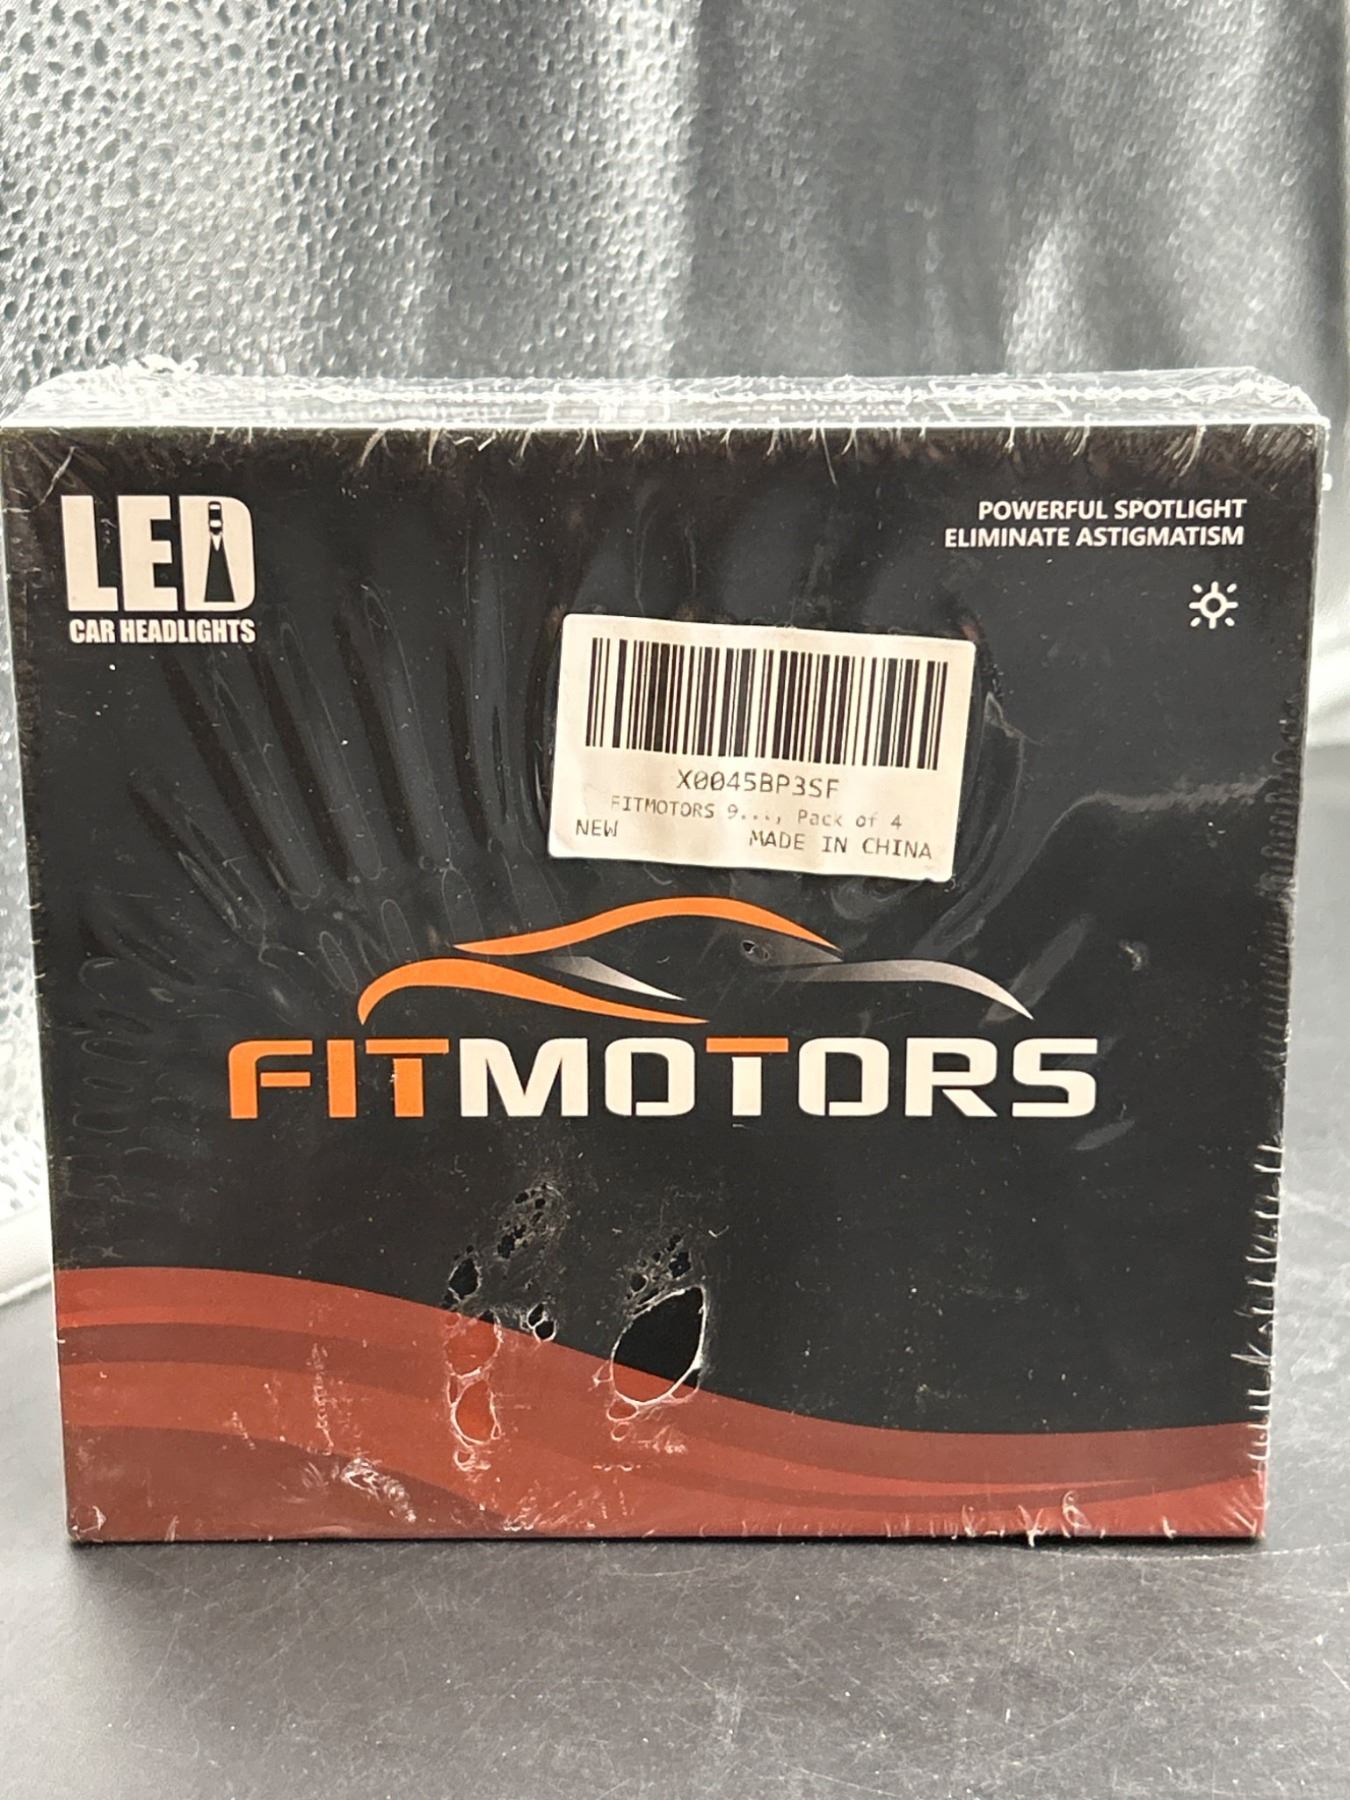 LED
CAR HEADLIGHTS
POWERFUL SPOTLIGHT
ELIMINATE ASTIGMATISM
X0045BP3SF
FITMOTORS 9..., Pack of 4
NEW MADE IN CHINA
FITMOTORS